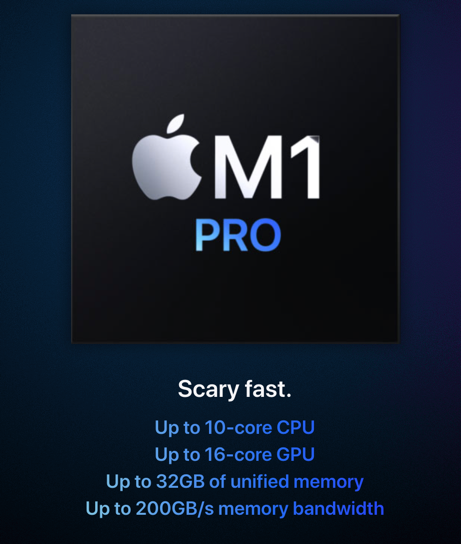 M1
PRO
Scary fast.
Up to 10-core CPU
Up to 16-core GPU
Up to 32GB of unified memory
Up to 200GB/s memory bandwidth